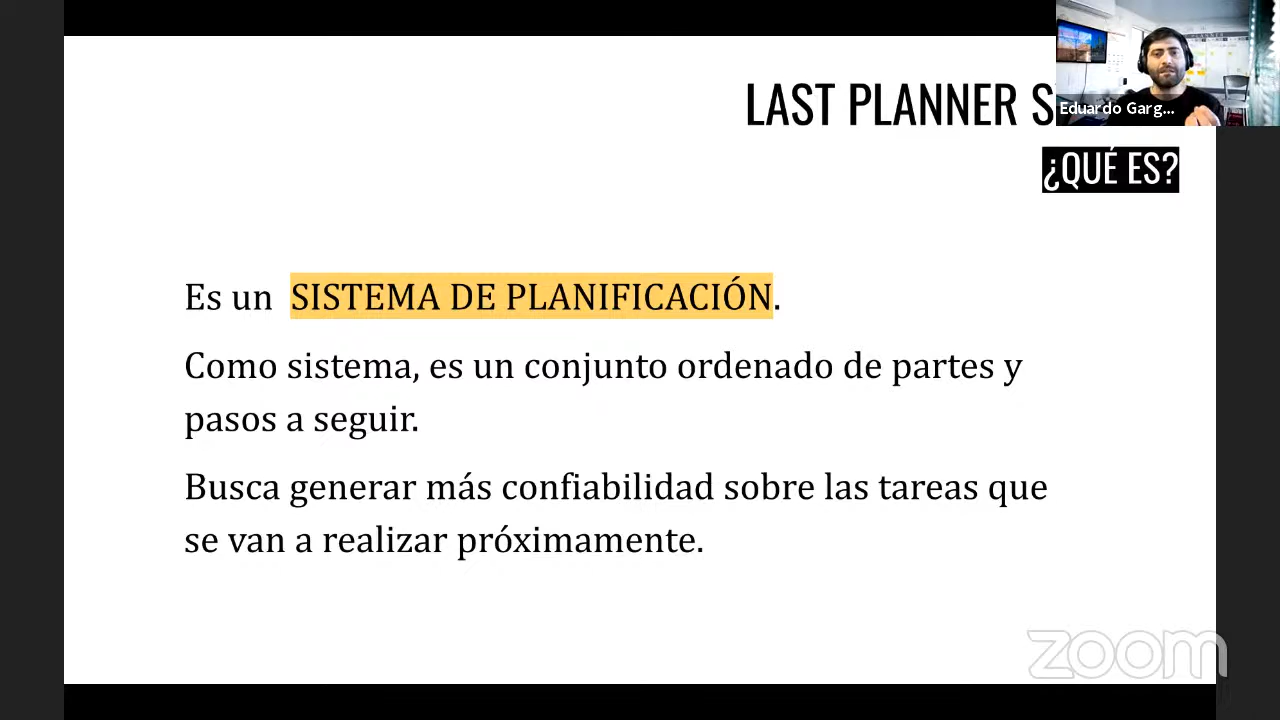 LAST PLANNER
Eduardo Garg...
¿QUÉ ES?
Es un SISTEMA DE PLANIFICACIÓN.
Como sistema, es un conjunto ordenado de partes y
pasos a seguir.
Busca generar más confiabilidad sobre las tareas que
se van a realizar próximamente.
zoom